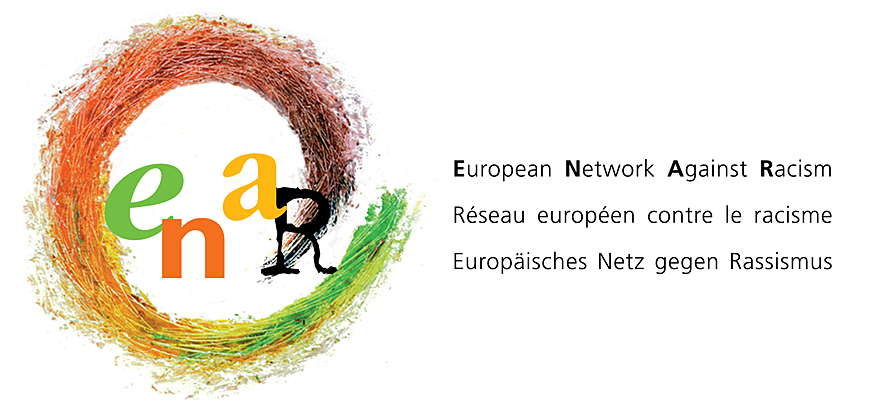 enaR
European Network Against Racism
Réseau européen contre le racisme
Europäisches Netz gegen Rassismus